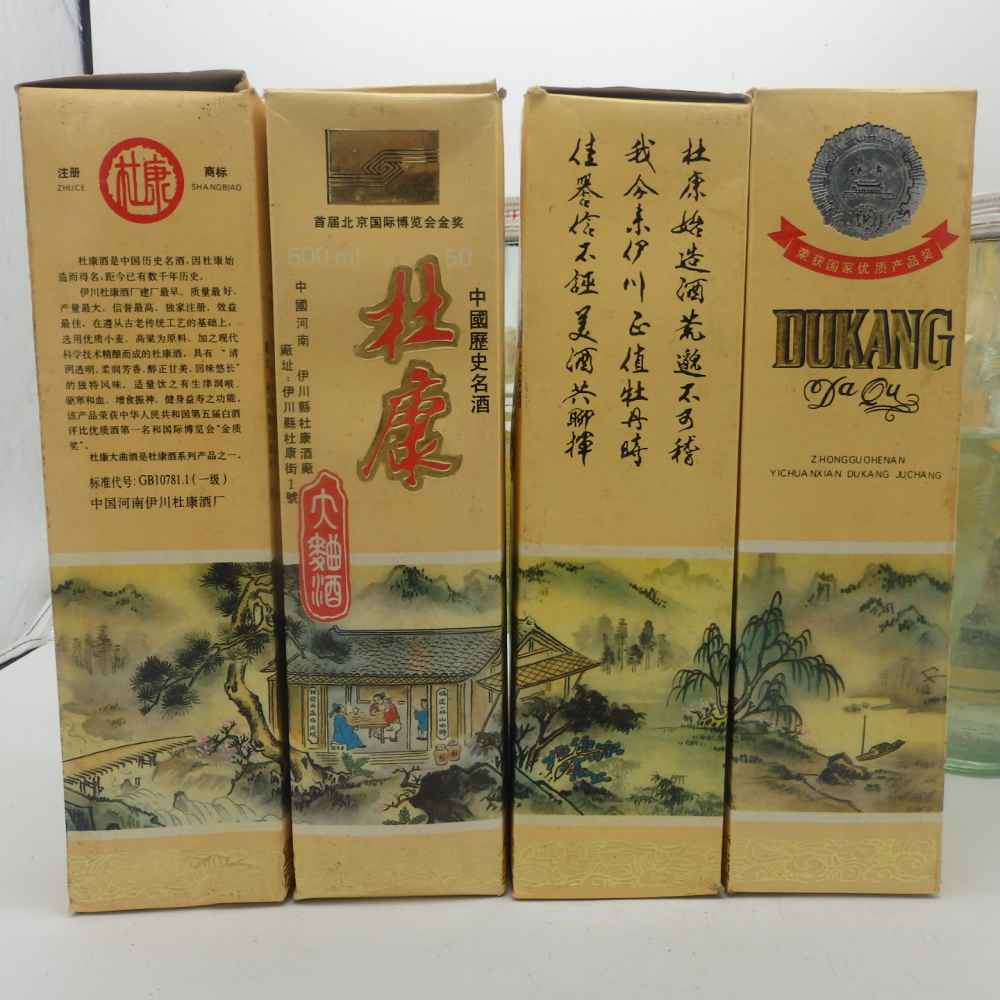 注册
ZHUCE
杜康
商标
SHANGBIAO
杜康酒是中国历史名酒，因杜康始
造而得名，距今已有数千年历史。
伊川杜康酒厂建厂最早、质量最好、
产量最大、信誉最高、独家注册、效益
最佳，在遵从古老传统工艺的基础上，
选用优质小麦、高粱为原料、加之现代
科学技术精酿而成的杜康酒，具有“清
冽透明、柔润芳香、醇正甘美、回味悠长”
的独特风味，适量饮之有生津润喉、
驱寒和血、增食振神、健身益寿之功能。
该产品荣获中华人民共和国第五届白酒
评比优质酒第一名和国际博览会“金质
奖”。
杜康大曲酒是杜康酒系列产品之一。
标准代号：GB10781.1（一级）
中国河南伊川杜康酒厂
首届北京国际博览会金奖
500ml
50
中國歷史名酒
杜康
中國河南 伊川縣杜康酒廠
廠址：伊川縣杜康街1號
大麯酒
杜康始造酒荒邈不可稽
我今来伊川正值牡丹時
佳譽信不誣美酒共聊揮
荣获国家优质产品奖
DUKANG
Da Qu
ZHONGGUOHENAN
YICHUANXIAN DUKANG JUCHANG